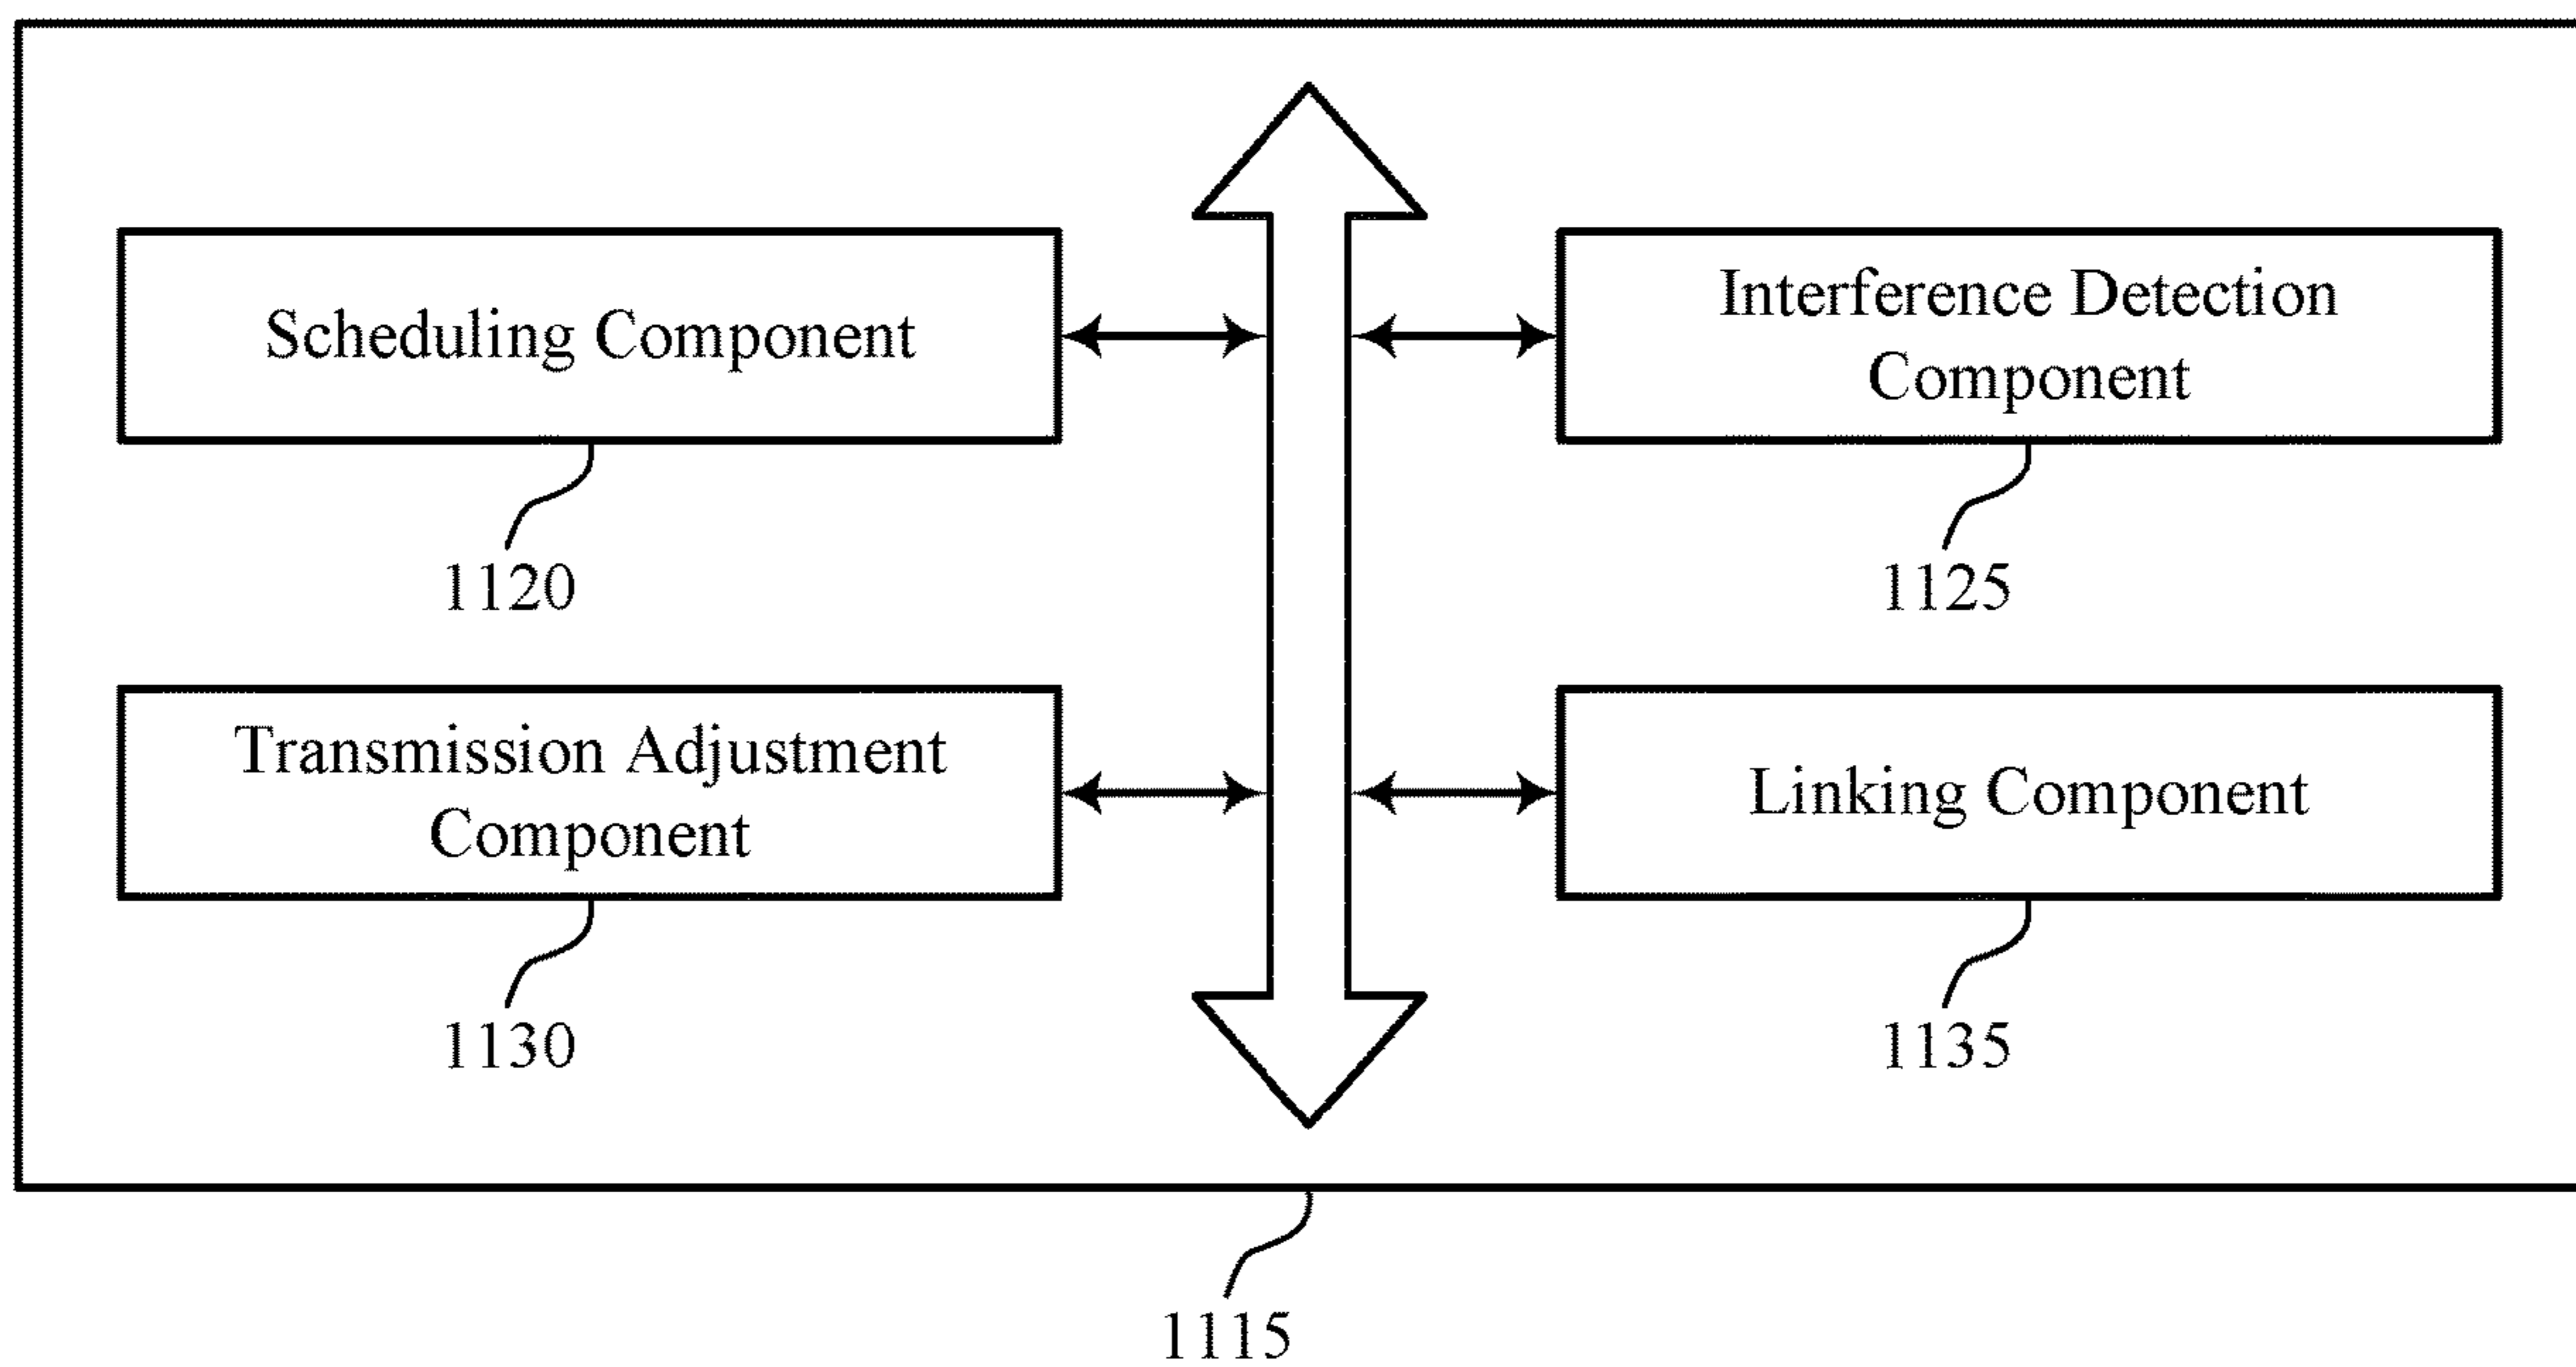 Scheduling Component
1120
Interference Detection
Component
1125
Transmission Adjustment
Component
1130
Linking Component
1135
1115